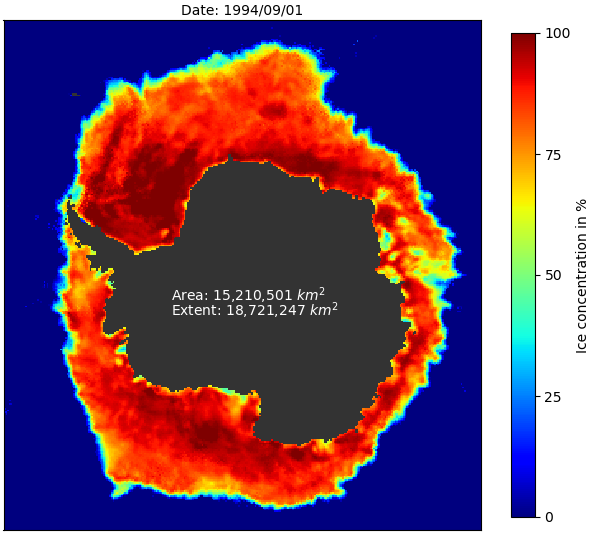 Date: 1994/09/01
100
75
50
25
0
Ice concentration in %
Area: 15,210,501 km²
Extent: 18,721,247 km²